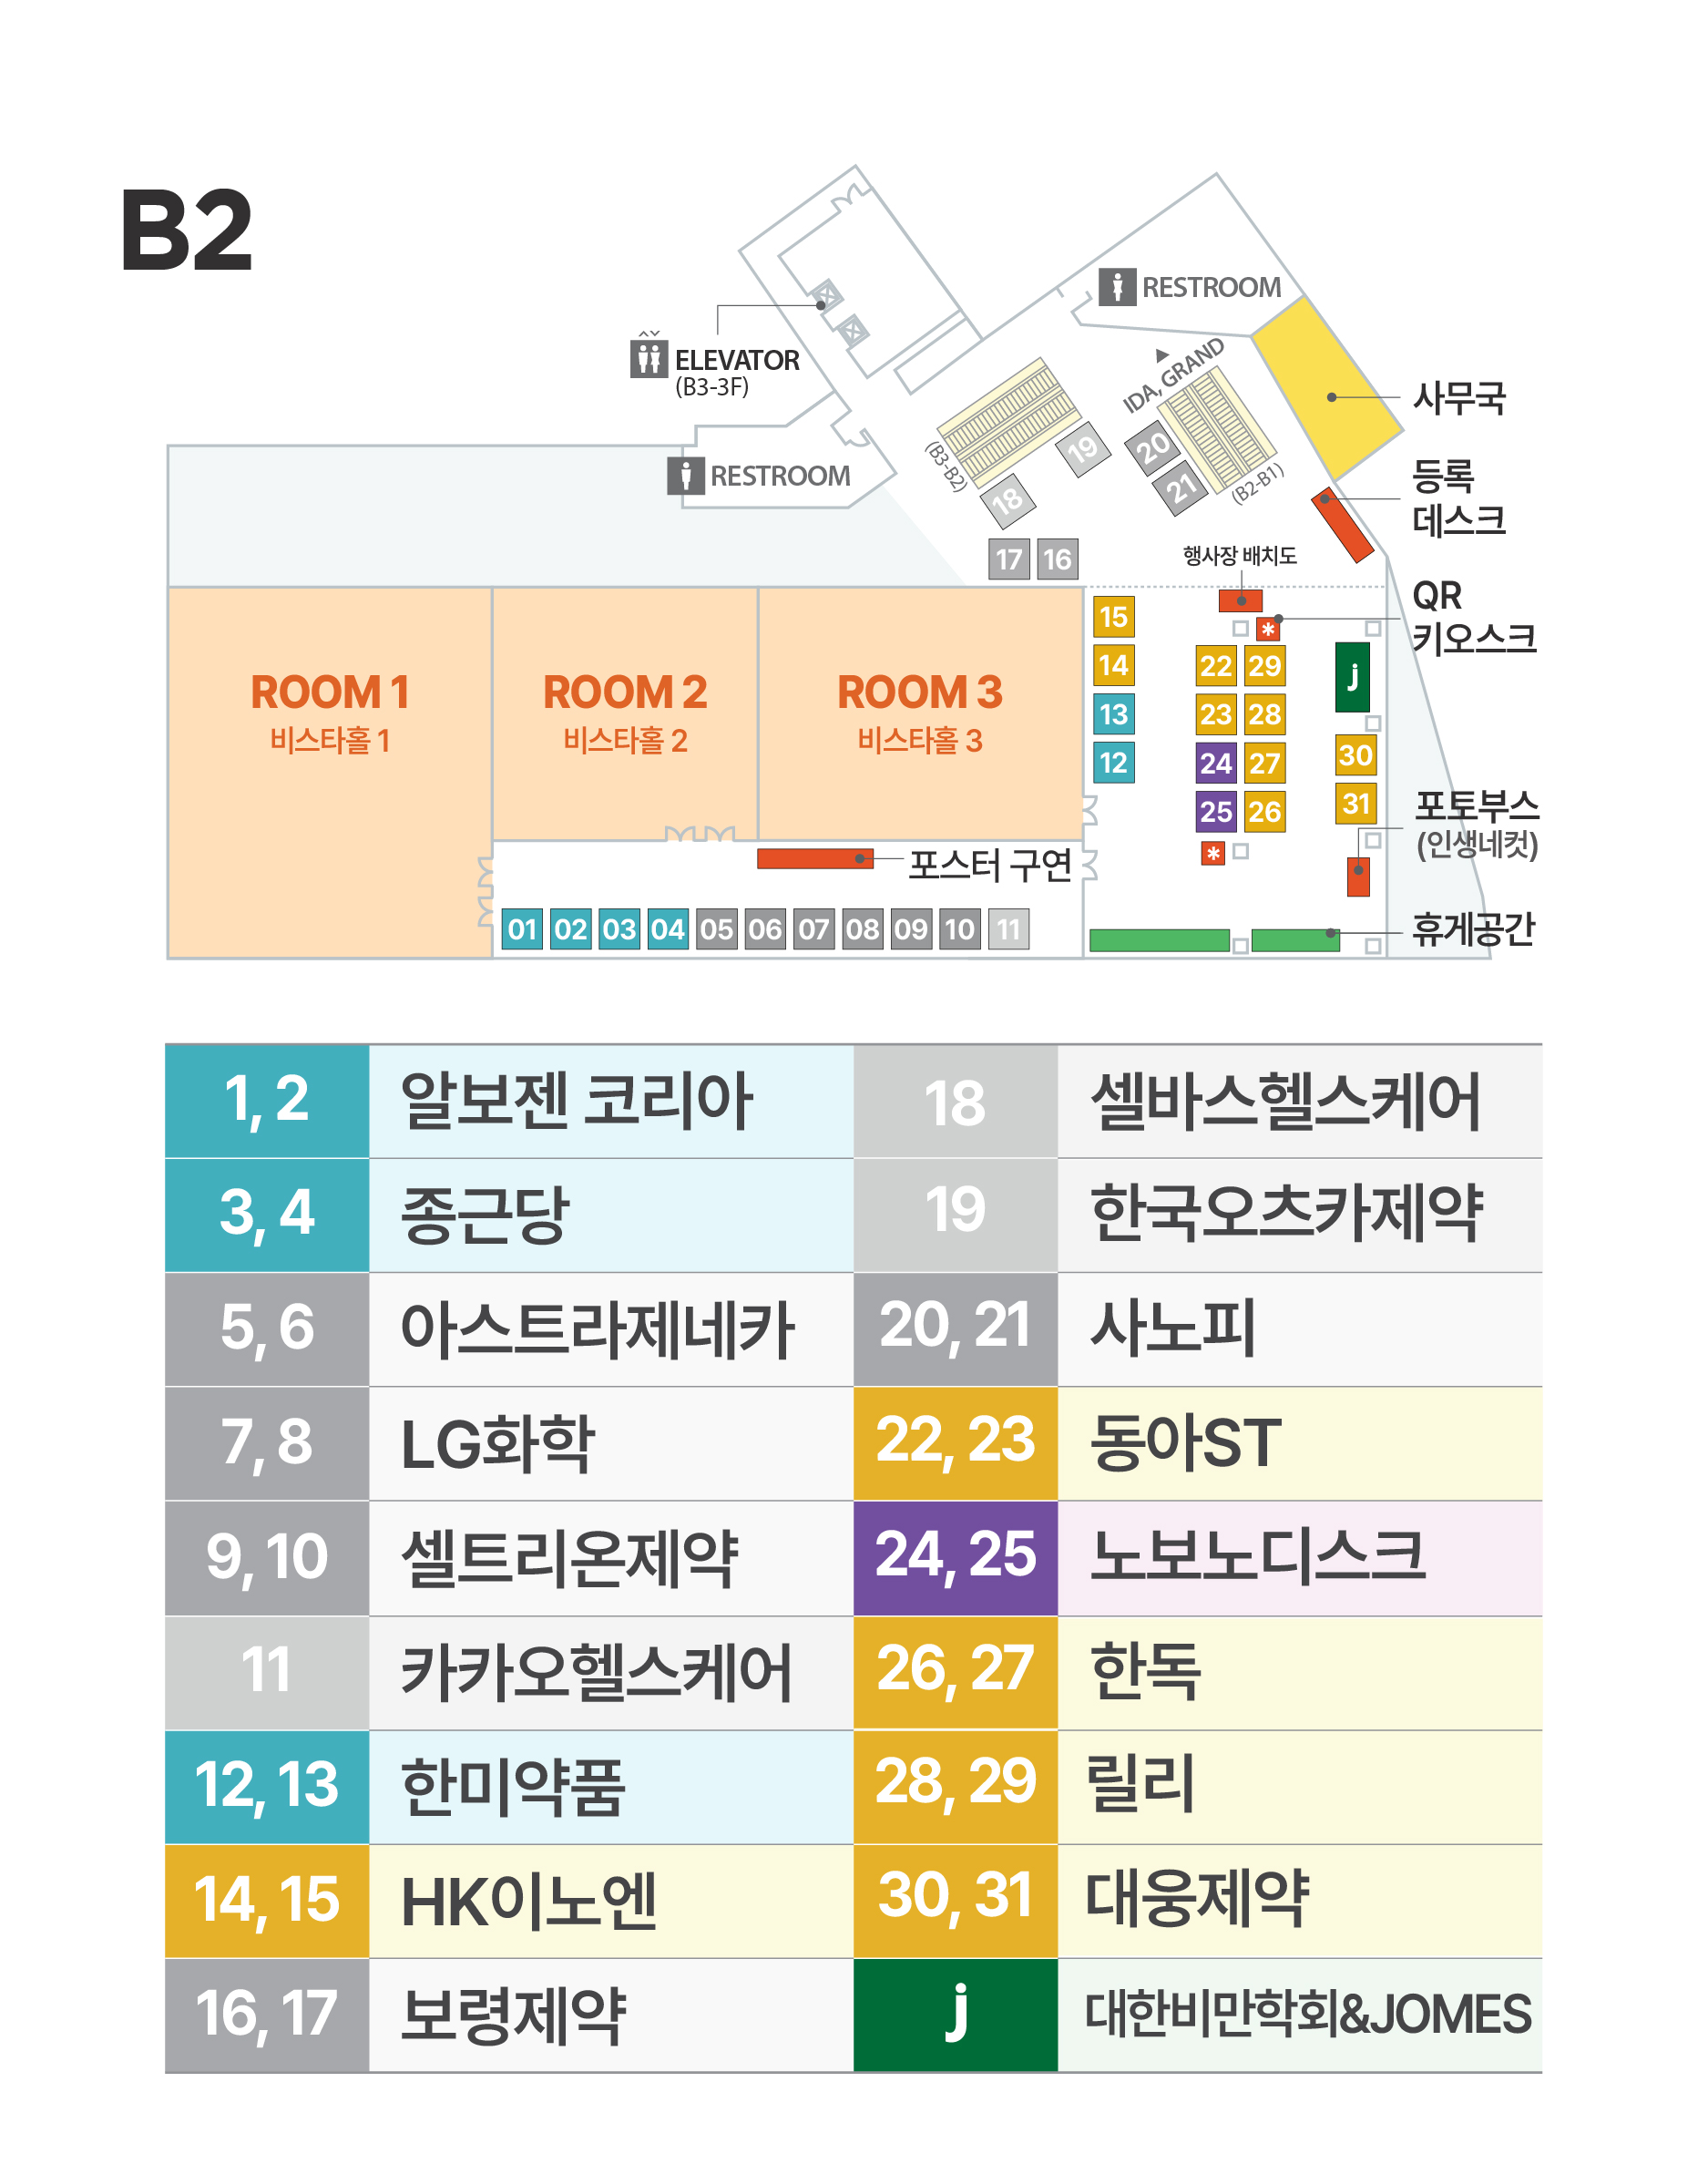 B2
RESTROOM
ELEVATOR
(B3-3F)
IDA, GRAND
사무국
RESTROOM
(B3-B2)
19
20
21
(B2-B1)
18
등록
데스크
17 16
행사장 배치도
QR
키오스크
15
*
14
22 29
j
ROOM 1
비스타홀 1
ROOM 2
비스타홀 2
ROOM 3
비스타홀 3
13
23 28
12
24 27
30
25 26
31
포토부스
(인생네컷)
*
포스터 구연
01 02 03 04 05 06 07 08 09 10 11
휴게공간
1, 2 알보젠 코리아 18 셀바스헬스케어
3, 4 종근당 19 한국오츠카제약
5, 6 아스트라제네카 20, 21 사노피
7, 8 LG화학 22, 23 동아ST
9, 10 셀트리온제약 24, 25 노보노디스크
11 카카오헬스케어 26, 27 한독
12, 13 한미약품 28, 29 릴리
14, 15 HK이노엔 30, 31 대웅제약
16, 17 보령제약 j 대한비만학회&JOMES